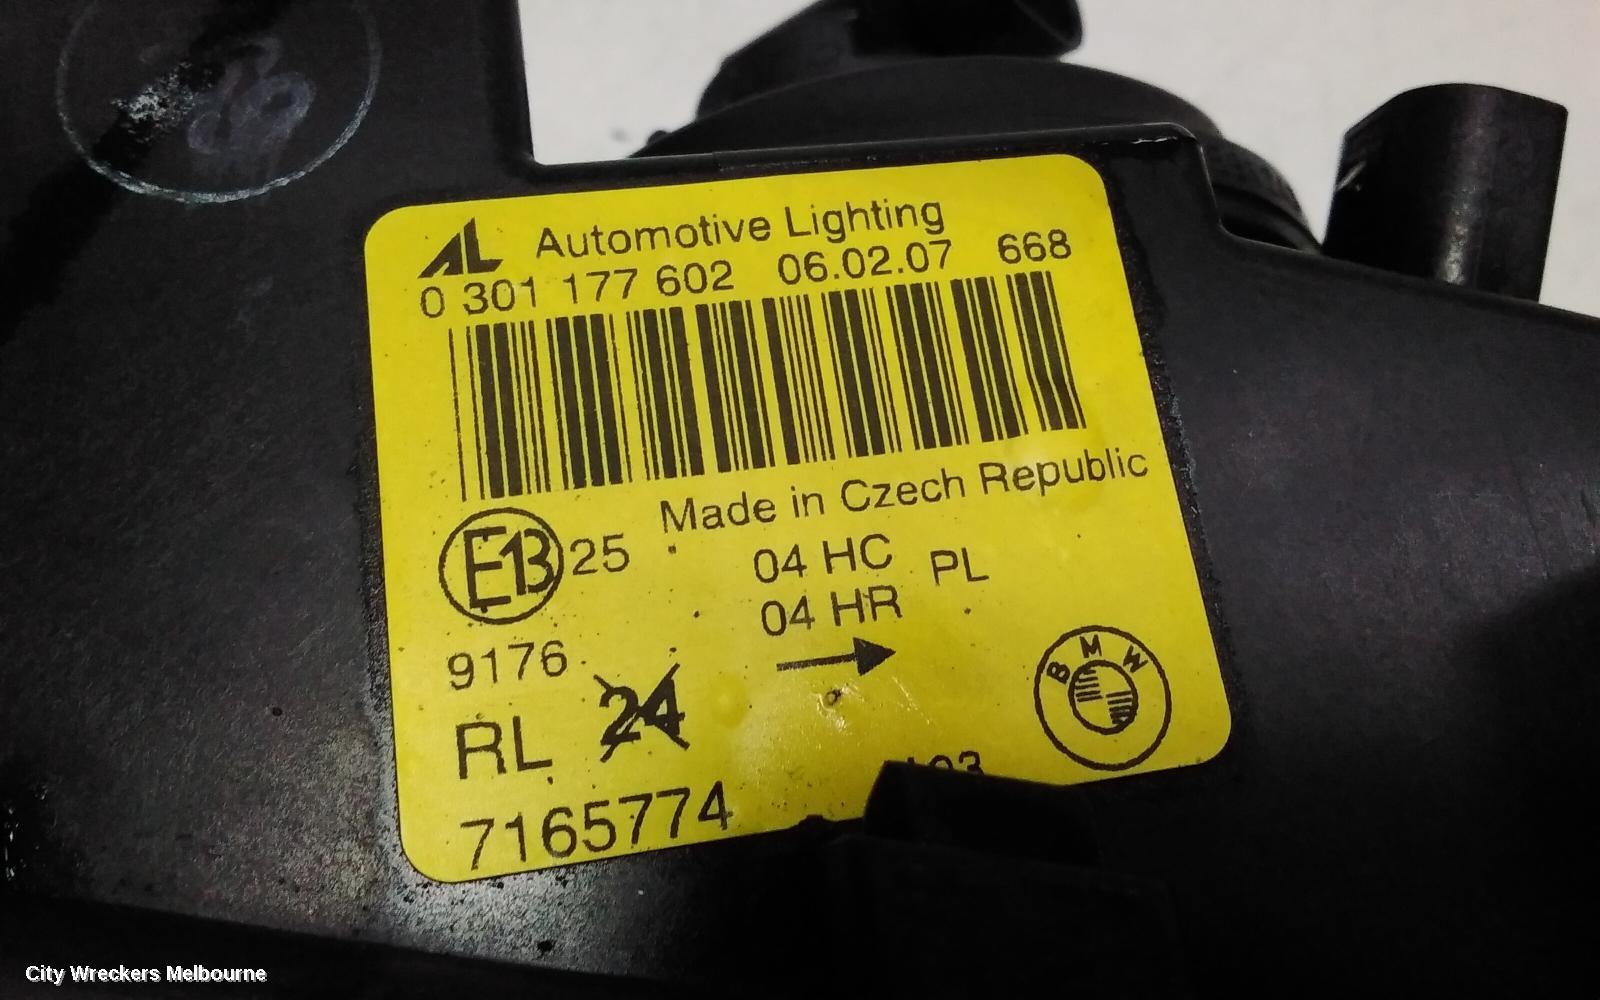 AL Automotive Lighting
0 301 177 602 06.02.07 668
Made in Czech Republic
E13 25 04 HC PL
04 HR
9176
RL 24
7165774
BMW
City Wreckers Melbourne